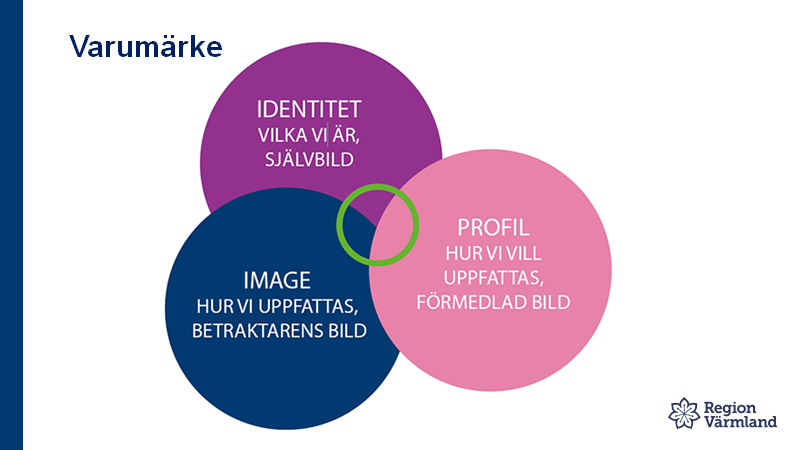 Varumärke
IDENTITET
VILKA VI ÄR,
SJÄLVBILD
PROFIL
HUR VI VILL
UPPFATTAS,
FÖRMEDLAD BILD
IMAGE
HUR VI UPPFATTAS,
BETRAKTARENS BILD
Region
Värmland